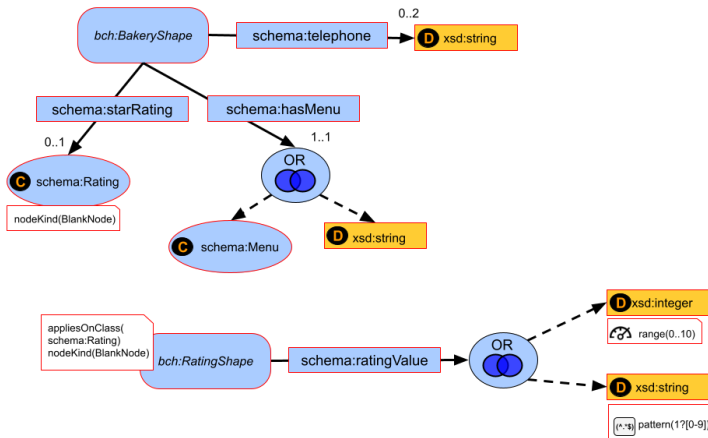 0..2
bch:BakeryShape
schema:telephone
D xsd:string
schema:starRating
schema:hasMenu
0..1
1..1
OR
C schema:Rating
nodeKind(BlankNode)
C schema:Menu
D xsd:string
appliesOnClass(
schema:Rating)
nodeKind(BlankNode)
bch:RatingShape
schema:ratingValue
OR
D xsd:integer
range(0..10)
D xsd:string
(^.*$) pattern(1?[0-9])